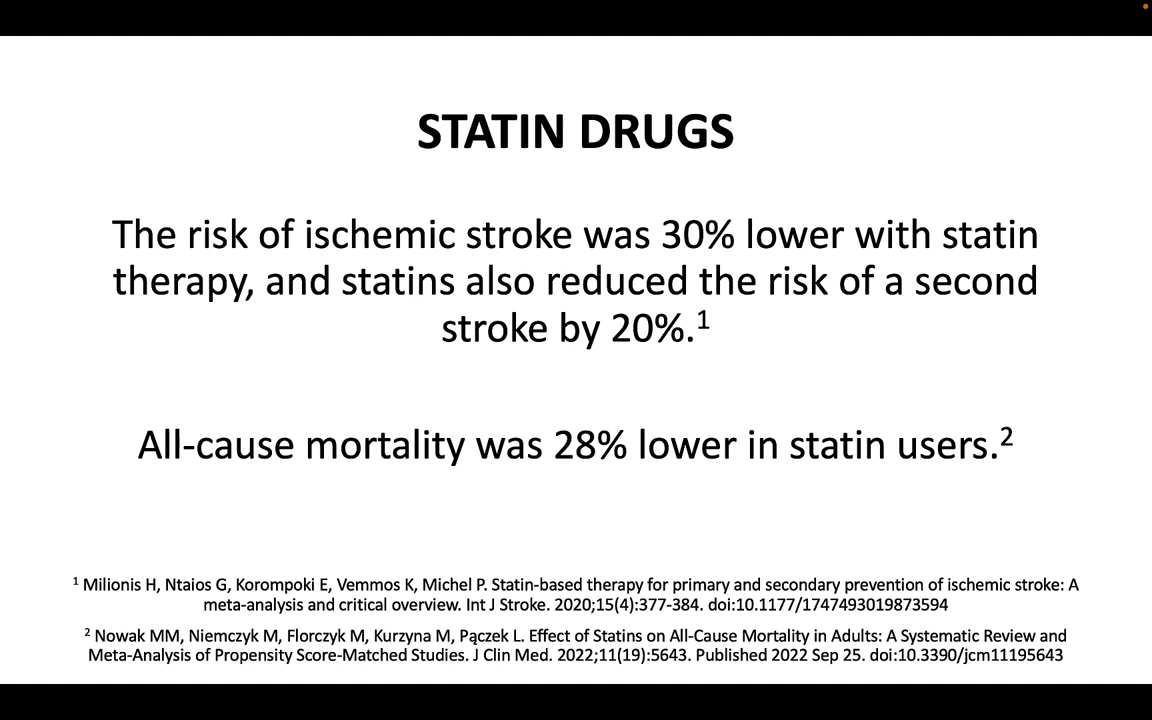 STATIN DRUGS
The risk of ischemic stroke was 30% lower with statin
therapy, and statins also reduced the risk of a second
stroke by 20%.¹
All-cause mortality was 28% lower in statin users.²
¹ Milionis H, Ntaios G, Korompoki E, Vemmos K, Michel P. Statin-based therapy for primary and secondary prevention of ischemic stroke: A
meta-analysis and critical overview. Int J Stroke. 2020;15(4):377-384. doi:10.1177/1747493019873594
² Nowak MM, Niemczyk M, Florczyk M, Kurzyna M, Pączek L. Effect of Statins on All-Cause Mortality in Adults: A Systematic Review and
Meta-Analysis of Propensity Score-Matched Studies. J Clin Med. 2022;11(19):5643. Published 2022 Sep 25. doi:10.3390/jcm11195643